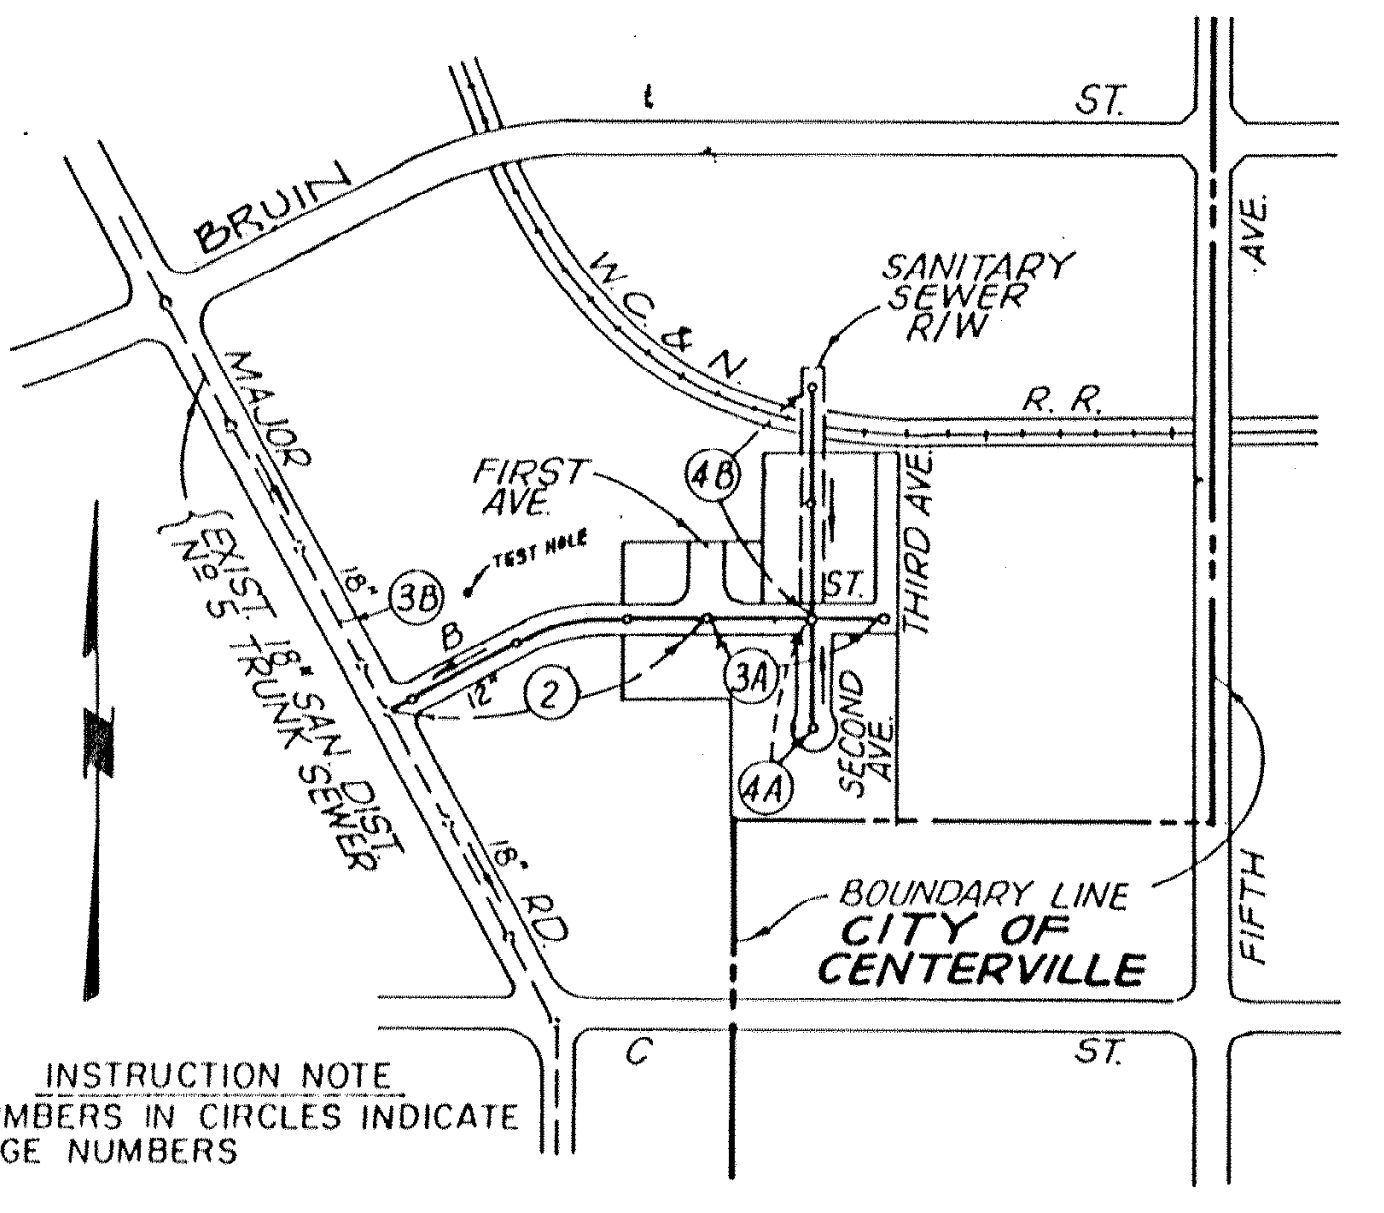 ST.
BRUIN
AVE.
SANITARY
SEWER
R/W
W. C. & N.
R. R.
MAJOR
FIRST
AVE.
4B
THIRD AVE.
TEST HOLE
18"
3B
ST.
B
EXIST. 18" SAN. DIST.
No 5 TRUNK SEWER
12"
2
3A
SECOND
AVE.
4A
18"
RD.
BOUNDARY LINE
CITY OF
CENTERVILLE
FIFTH
C
ST.
INSTRUCTION NOTE
MBERS IN CIRCLES INDICATE
GE NUMBERS